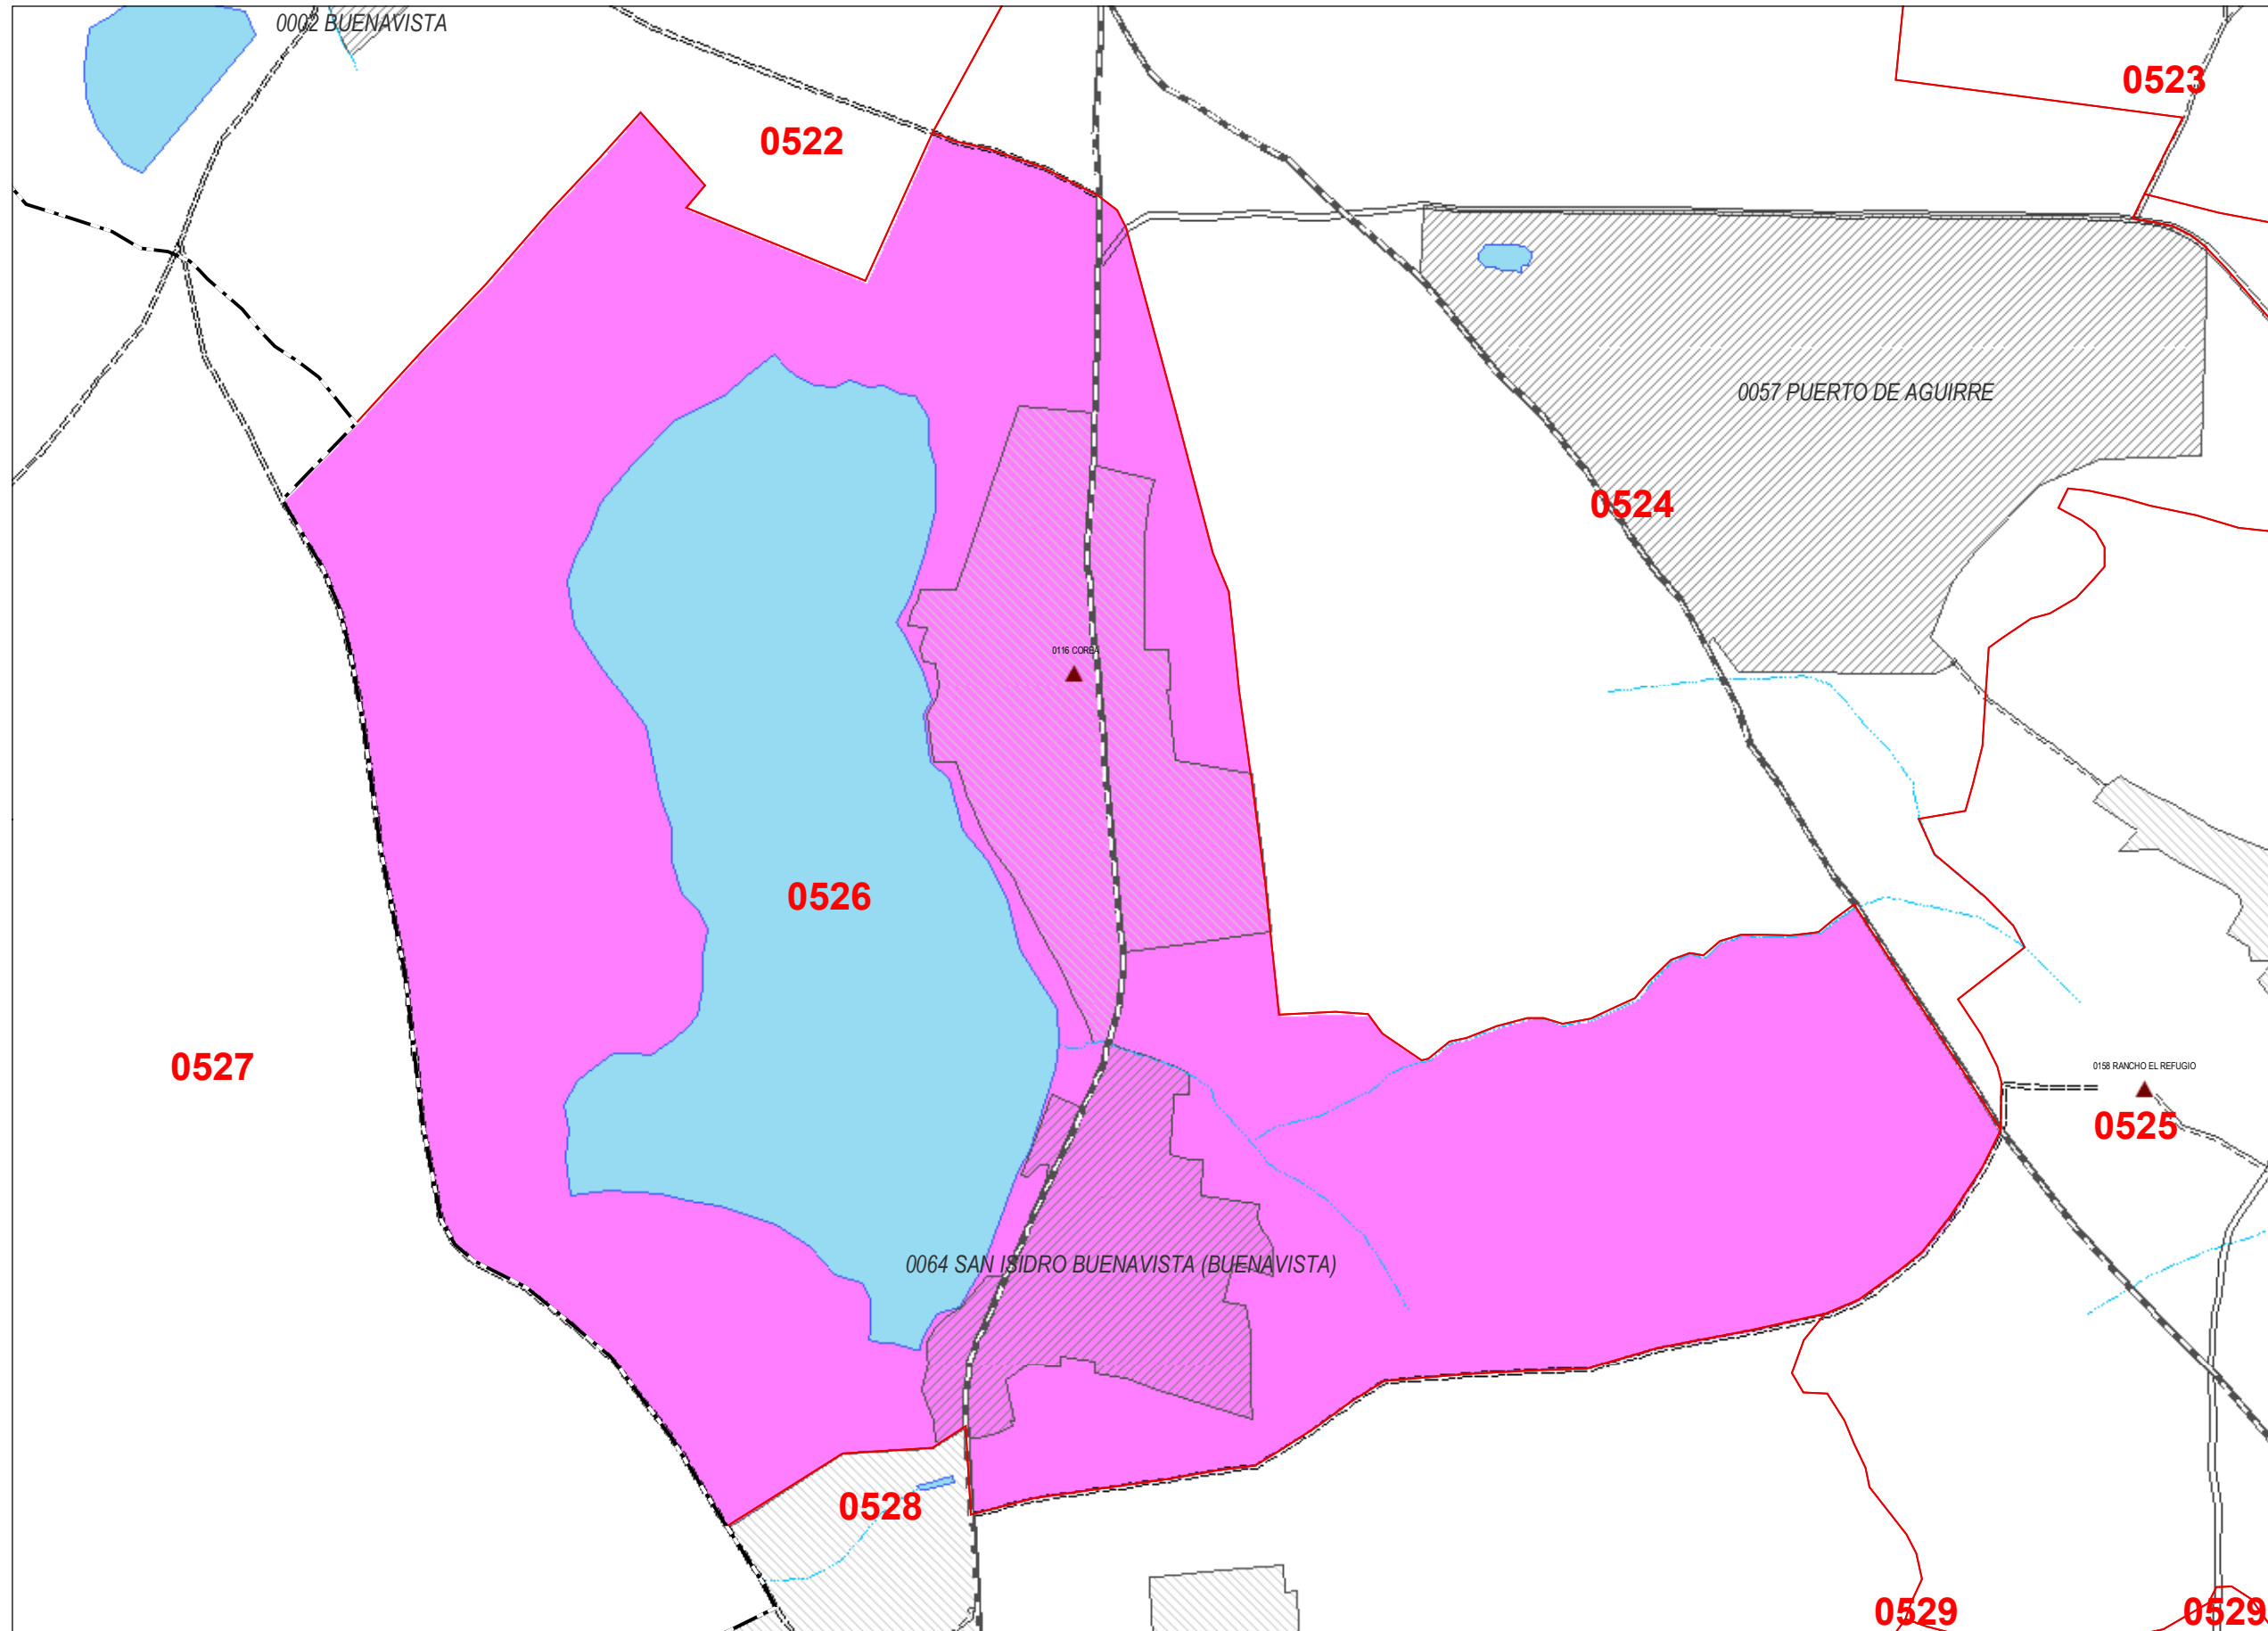 0002 BUENAVISTA
0523
0522
0057 PUERTO DE AGUIRRE
0524
0116 COREA
0526
0527
0158 RANCHO EL REFUGIO
0525
0064 SAN ISIDRO BUENAVISTA (BUENAVISTA)
0528
0529
0529